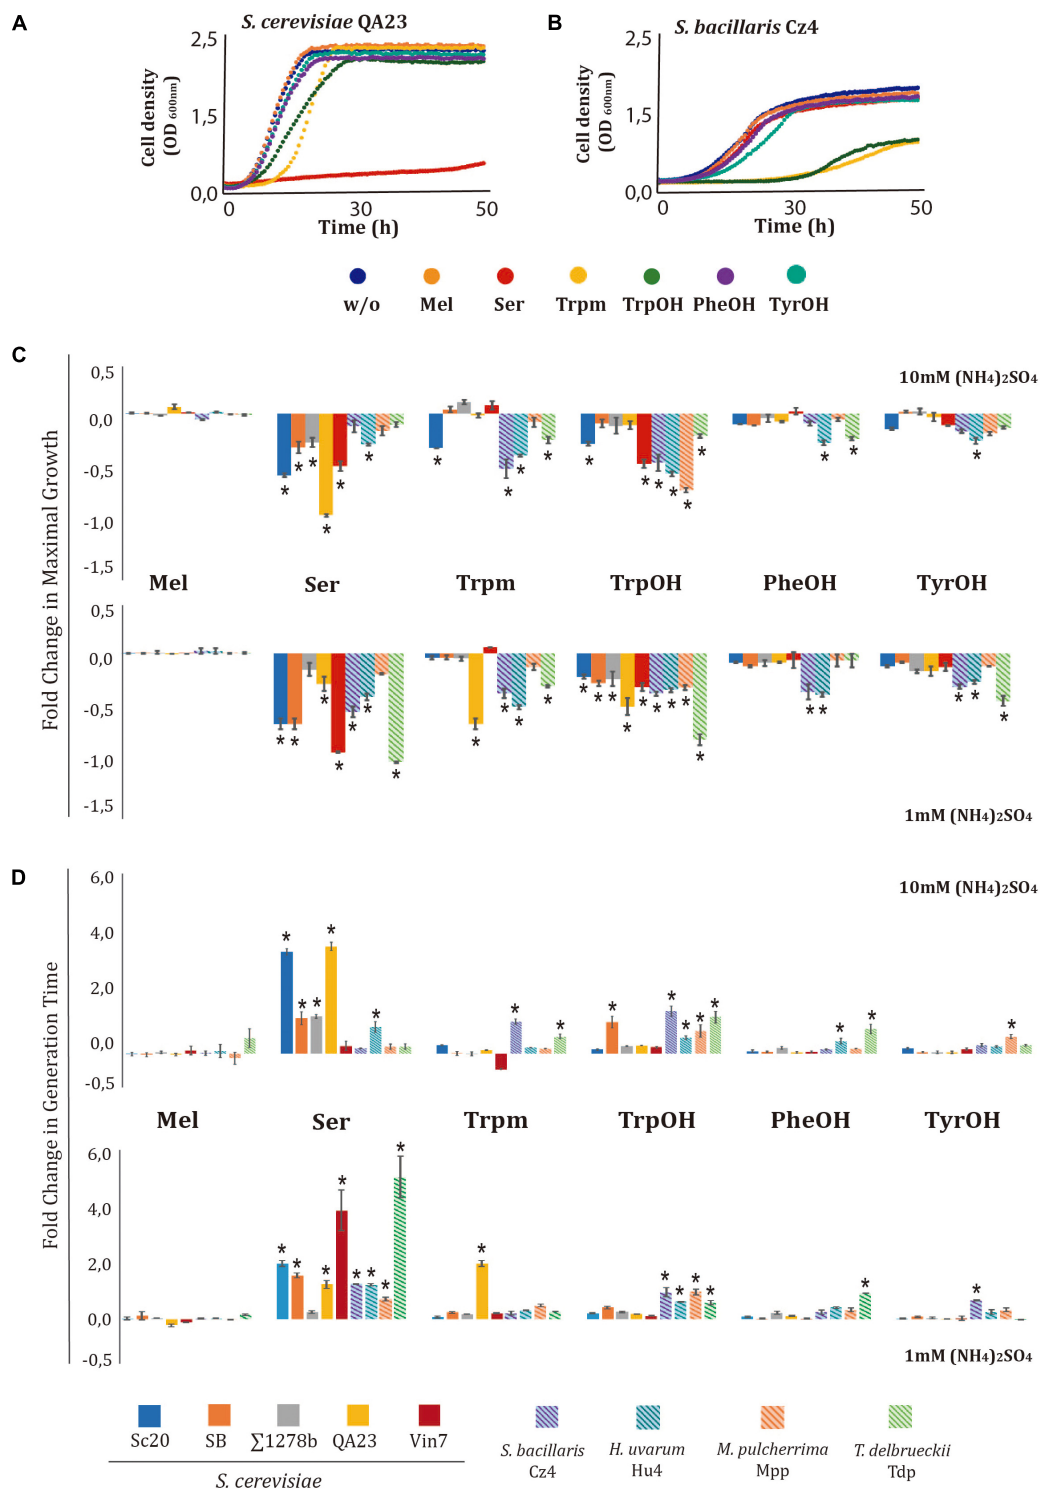 A
S. cerevisiae QA23
2,5
1,5
0,0
Cell density
(OD 600nm)
0
30
50
Time (h)
B
S. bacillaris Cz4
2,5
1,5
0,0
Cell density
(OD 600nm)
0
30
50
Time (h)
w/o Mel Ser Trpm TrpOH PheOH TyrOH
C
Fold Change in Maximal Growth
10mM (NH4)2SO4
0,5
0,0
-0,5
-1,0
-1,5
* * * * * *
* * * *
* * * * * * *
* *
*
Mel Ser Trpm TrpOH PheOH TyrOH
0,5
0,0
-0,5
-1,0
-1,5
* * * * * * *
* * * *
* * * * * * * * *
* *
* * *
1mM (NH4)2SO4
D
Fold Change in Generation Time
10mM (NH4)2SO4
6,0
4,0
2,0
0,0
-0,5
* * * * *
* *
* * * * *
* *
*
Mel Ser Trpm TrpOH PheOH TyrOH
6,0
4,0
2,0
0,0
-0,5
* * * * * * * *
*
* * * *
*
*
1mM (NH4)2SO4
Sc20 SB ∑1278b QA23 Vin7
S. cerevisiae
S. bacillaris
Cz4
H. uvarum
Hu4
M. pulcherrima
Mpp
T. delbrueckii
Tdp